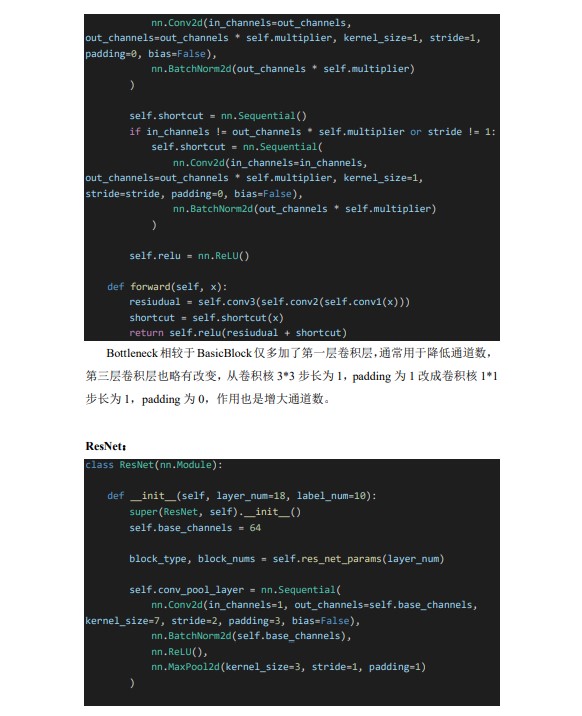 nn.Conv2d(in_channels=out_channels,
out_channels=out_channels * self.multiplier, kernel_size=1, stride=1,
padding=0, bias=False),
nn.BatchNorm2d(out_channels * self.multiplier)
)
self.shortcut = nn.Sequential()
if in_channels != out_channels * self.multiplier or stride != 1:
self.shortcut = nn.Sequential(
nn.Conv2d(in_channels=in_channels,
out_channels=out_channels * self.multiplier, kernel_size=1,
stride=stride, padding=0, bias=False),
nn.BatchNorm2d(out_channels * self.multiplier)
)
self.relu = nn.ReLU()
def forward(self, x):
resiudual = self.conv3(self.conv2(self.conv1(x)))
shortcut = self.shortcut(x)
return self.relu(resiudual + shortcut)
Bottleneck 相较于 BasicBlock 仅多加了第一层卷积层，通常用于降低通道数，
第三层卷积层也略有改变，从卷积核 3*3 步长为 1，padding 为 1 改成卷积核 1*1
步长为 1，padding 为 0，作用也是增大通道数。
ResNet：
class ResNet(nn.Module):
def __init__(self, layer_num=18, label_num=10):
super(ResNet, self).__init__()
self.base_channels = 64
block_type, block_nums = self.res_net_params(layer_num)
self.conv_pool_layer = nn.Sequential(
nn.Conv2d(in_channels=1, out_channels=self.base_channels,
kernel_size=7, stride=2, padding=3, bias=False),
nn.BatchNorm2d(self.base_channels),
nn.ReLU(),
nn.MaxPool2d(kernel_size=3, stride=1, padding=1)
)